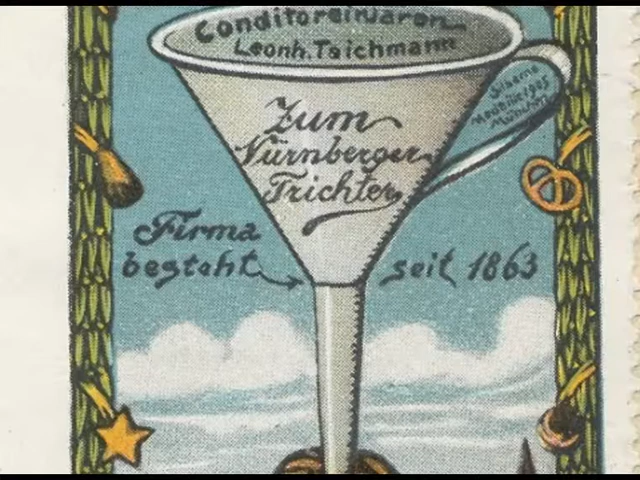 Conditoreiwaren
Leonh. Teichmann
Zum
Nürnberger
Trichter
Firma
besteht
seit 1863